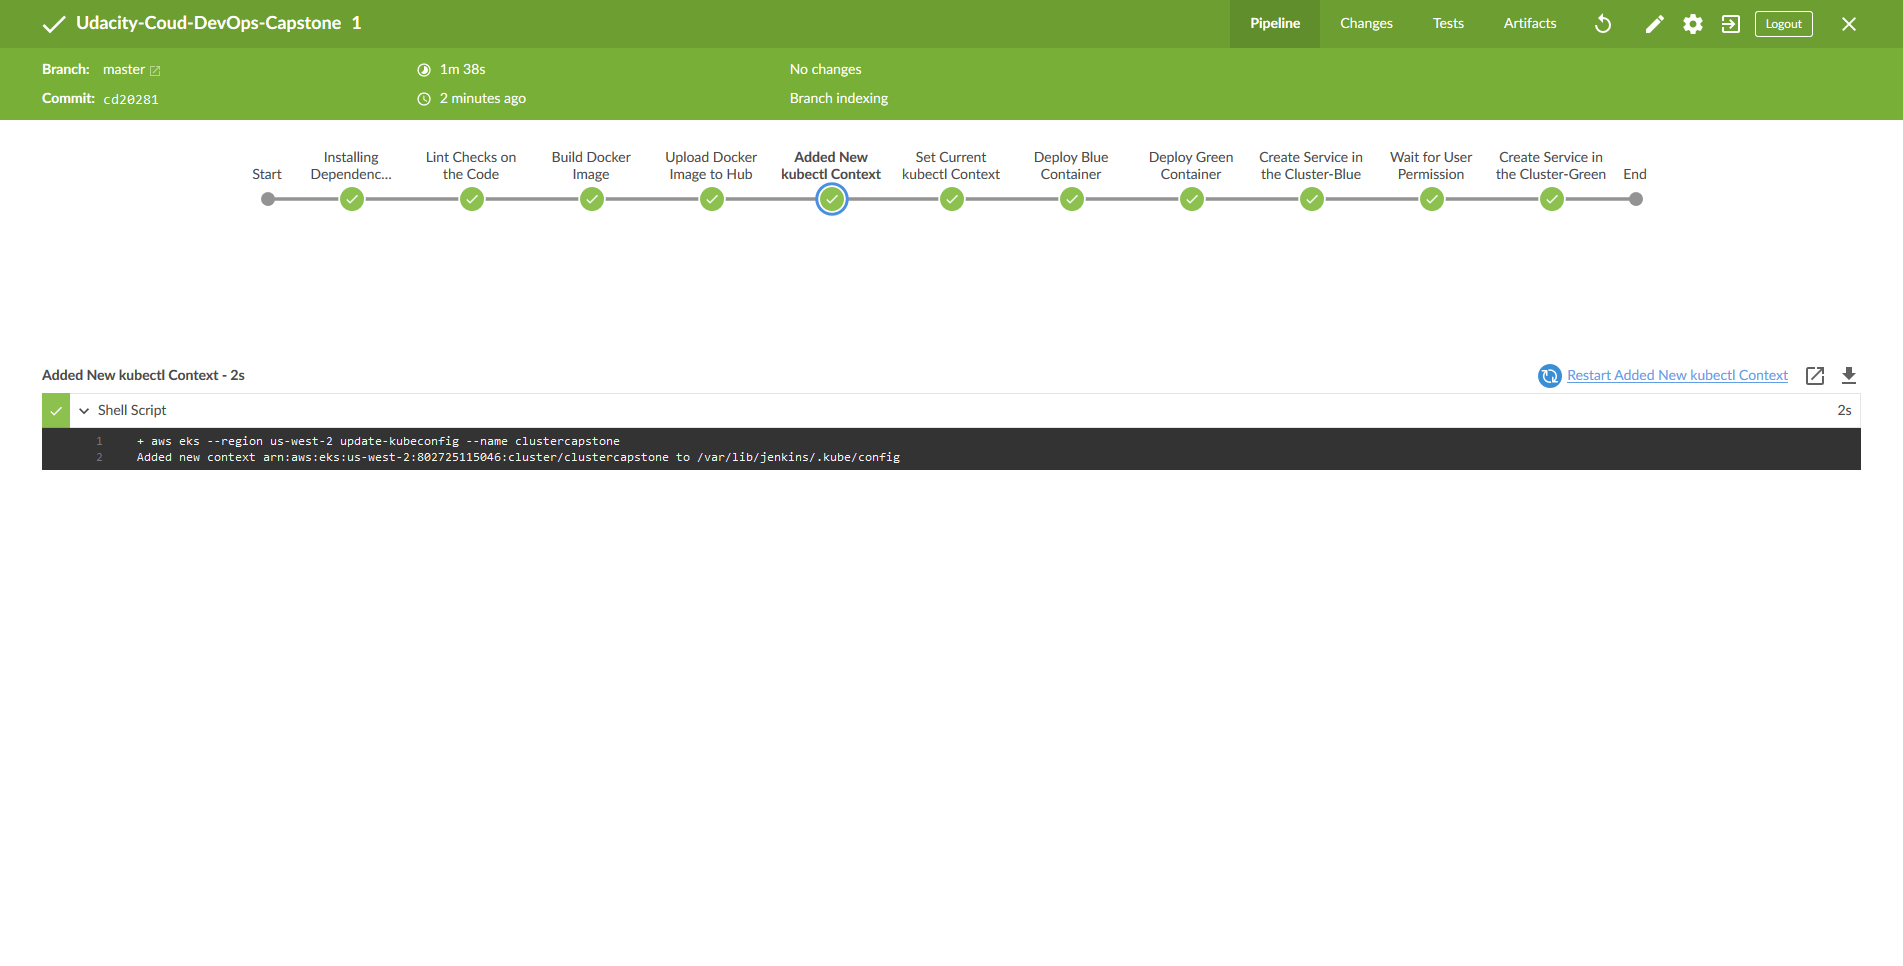 Udacity-Coud-DevOps-Capstone 1
Pipeline Changes Tests Artifacts Logout
Branch: master 1m 38s No changes
Commit: cd20281 2 minutes ago Branch indexing
Start
Installing
Dependenc...
Lint Checks on
the Code
Build Docker
Image
Upload Docker
Image to Hub
Added New
kubectl Context
Set Current
kubectl Context
Deploy Blue
Container
Deploy Green
Container
Create Service in
the Cluster-Blue
Wait for User
Permission
Create Service in
the Cluster-Green
End
Added New kubectl Context - 2s
Restart Added New kubectl Context
Shell Script 2s
1 + aws eks --region us-west-2 update-kubeconfig --name clustercapstone
2 Added new context arn:aws:eks:us-west-2:802725115046:cluster/clustercapstone to /var/lib/jenkins/.kube/config